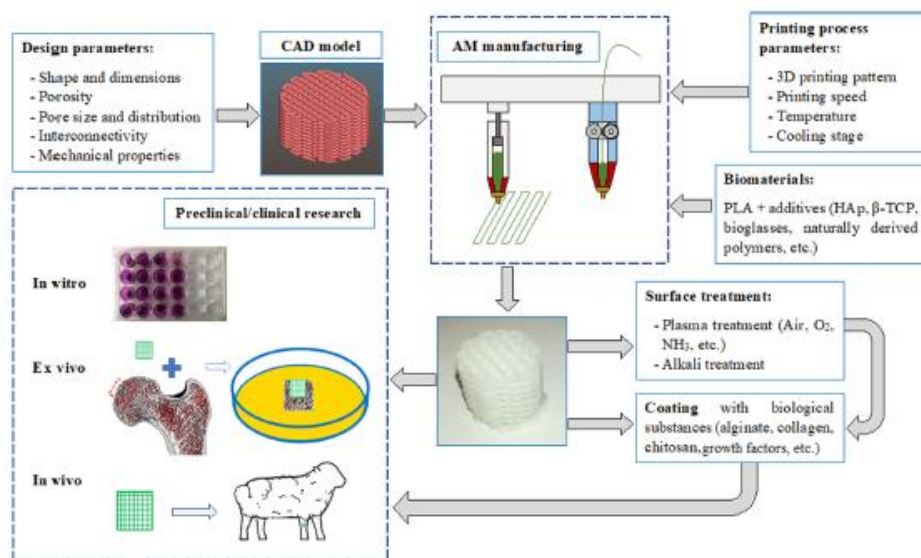 Design parameters:
- Shape and dimensions
- Porosity
- Pore size and distribution
- Interconnectivity
- Mechanical properties
CAD model
AM manufacturing
Printing process
parameters:
- 3D printing pattern
- Printing speed
- Temperature
- Cooling stage
Biomaterials:
PLA + additives (HAp, β-TCP,
bioglasses, naturally derived
polymers, etc.)
Preclinical/clinical research
In vitro
Ex vivo
In wivo
Surface treatment:
- Plasma treatment (Air, O₂,
NH₃, etc.)
- Alkali treatment
Coating with biological
substances (alginate, collagen,
chitosan, growth factors, etc.)